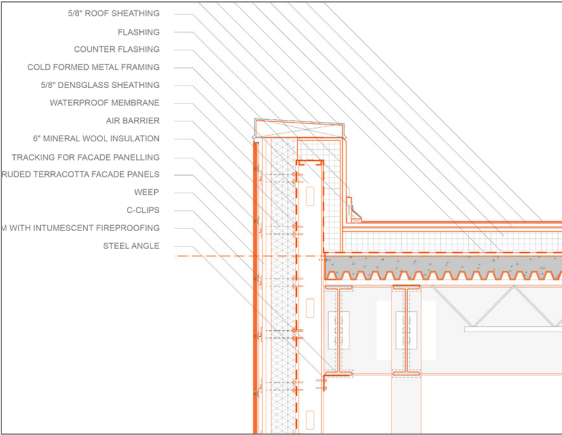 5/8" ROOF SHEATHING
FLASHING
COUNTER FLASHING
COLD FORMED METAL FRAMING
5/8" DENSGLASS SHEATHING
WATERPROOF MEMBRANE
AIR BARRIER
6" MINERAL WOOL INSULATION
TRACKING FOR FACADE PANELLING
RUDED TERRACOTTA FACADE PANELS
WEEP
C-CLIPS
M WITH INTUMESCENT FIREPROOFING
STEEL ANGLE